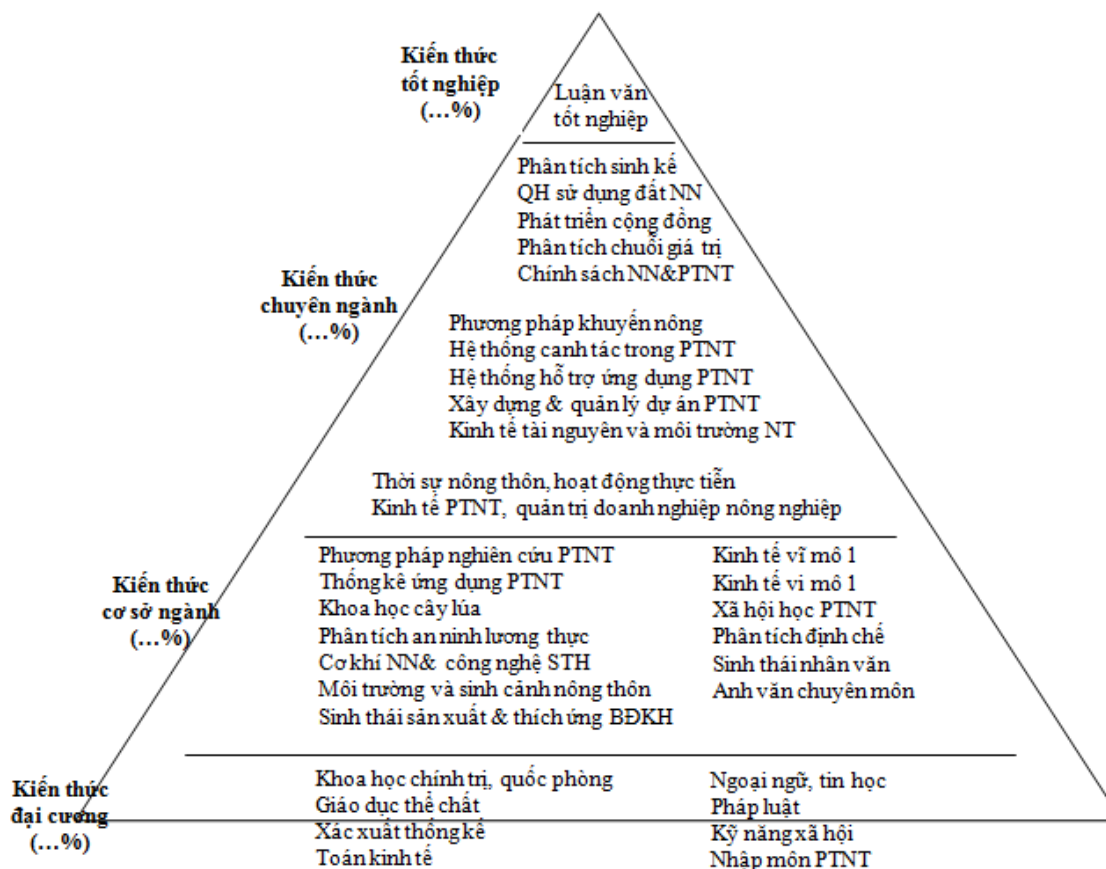 Kiến thức
tốt nghiệp
(…%)
Luận văn
tốt nghiệp
Phân tích sinh kế
QH sử dụng đất NN
Phát triển cộng đồng
Phân tích chuỗi giá trị
Chính sách NN&PTNT
Kiến thức
chuyên ngành
(…%)
Phương pháp khuyến nông
Hệ thống canh tác trong PTNT
Hệ thống hỗ trợ ứng dụng PTNT
Xây dựng & quản lý dự án PTNT
Kinh tế tài nguyên và môi trường NT
Thời sự nông thôn, hoạt động thực tiễn
Kinh tế PTNT, quản trị doanh nghiệp nông nghiệp
Kiến thức
cơ sở ngành
(…%)
Phương pháp nghiên cứu PTNT
Thống kê ứng dụng PTNT
Khoa học cây lúa
Phân tích an ninh lương thực
Cơ khí NN& công nghệ STH
Môi trường và sinh cảnh nông thôn
Sinh thái sản xuất & thích ứng BĐKH
Kinh tế vĩ mô 1
Kinh tế vi mô 1
Xã hội học PTNT
Phân tích định chế
Sinh thái nhân văn
Anh văn chuyên môn
Kiến thức
đại cương
(…%)
Khoa học chính trị, quốc phòng
Giáo dục thể chất
Xác xuất thống kê
Toán kinh tế
Ngoại ngữ, tin học
Pháp luật
Kỹ năng xã hội
Nhập môn PTNT